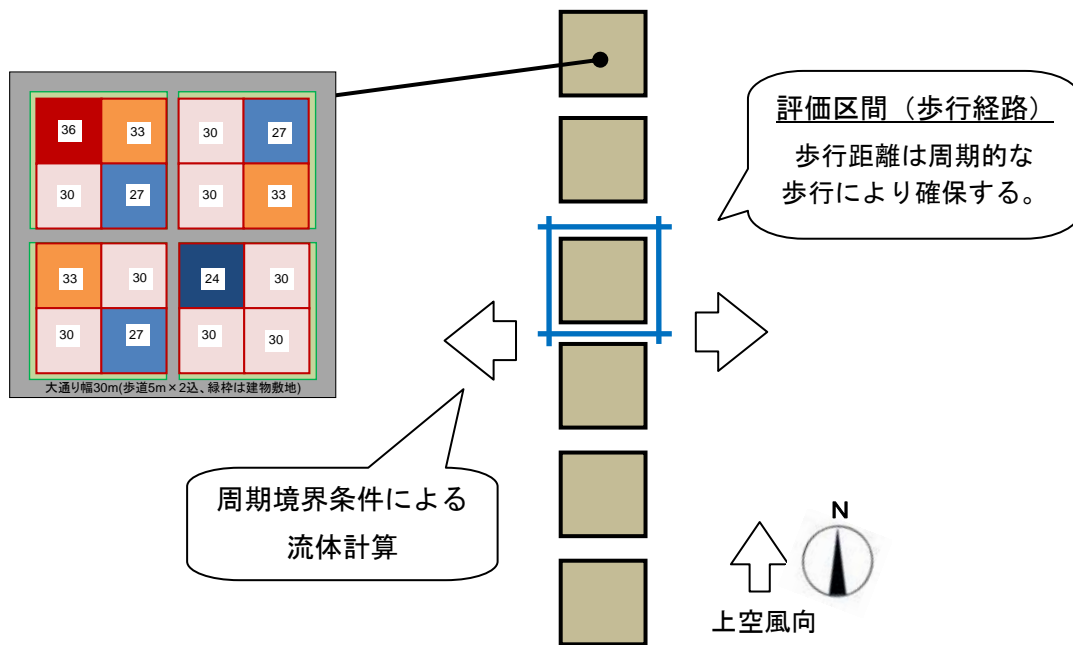 36 33 30 27
30 27 30 33
33 30 24 30
30 27 30 30
大通り幅30m(歩道5m×2込、緑枠は建物敷地)
評価区間（歩行経路）
歩行距離は周期的な
歩行により確保する。
周期境界条件による
流体計算
N
上空風向